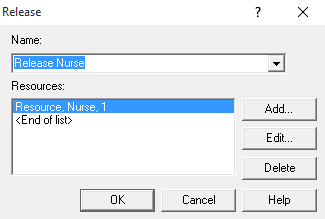 Release
?
Name:
Release Nurse
Resources:
Resource, Nurse, 1
<End of list>
Add...
Edit...
Delete
OK
Cancel
Help